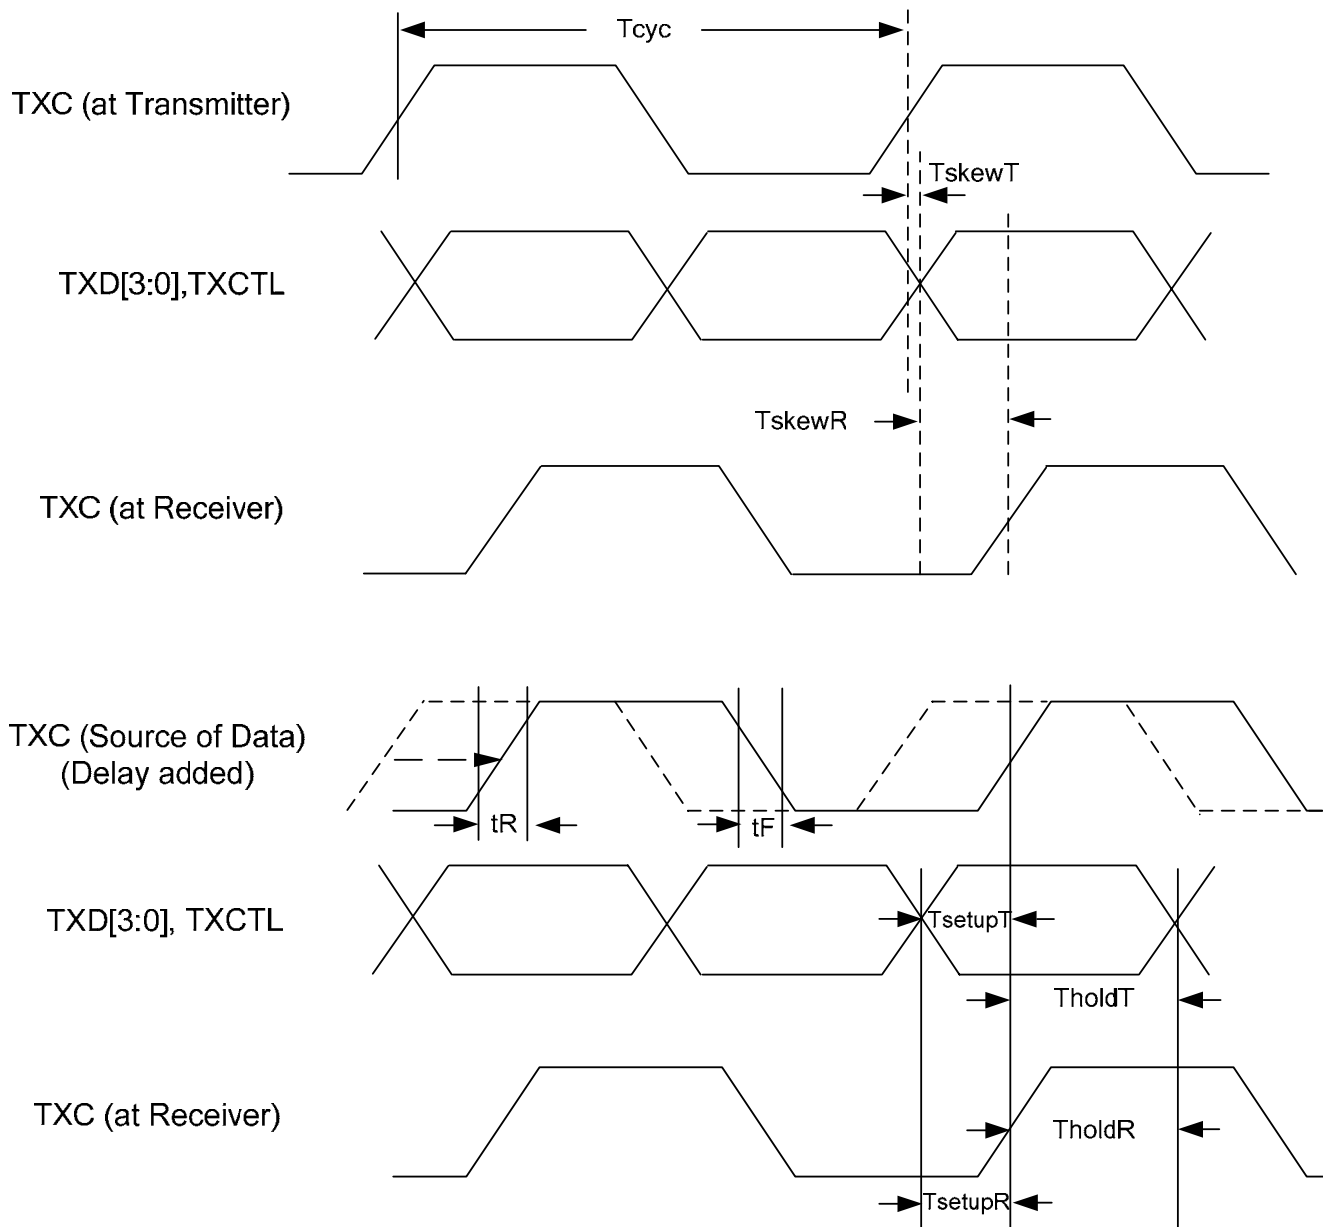 Tcyc
TXC (at Transmitter)
TskewT
TXD[3:0],TXCTL
TskewR
TXC (at Receiver)
TXC (Source of Data)
(Delay added)
tR
tF
TXD[3:0], TXCTL
TsetupT
TholdT
TXC (at Receiver)
TholdR
TsetupR